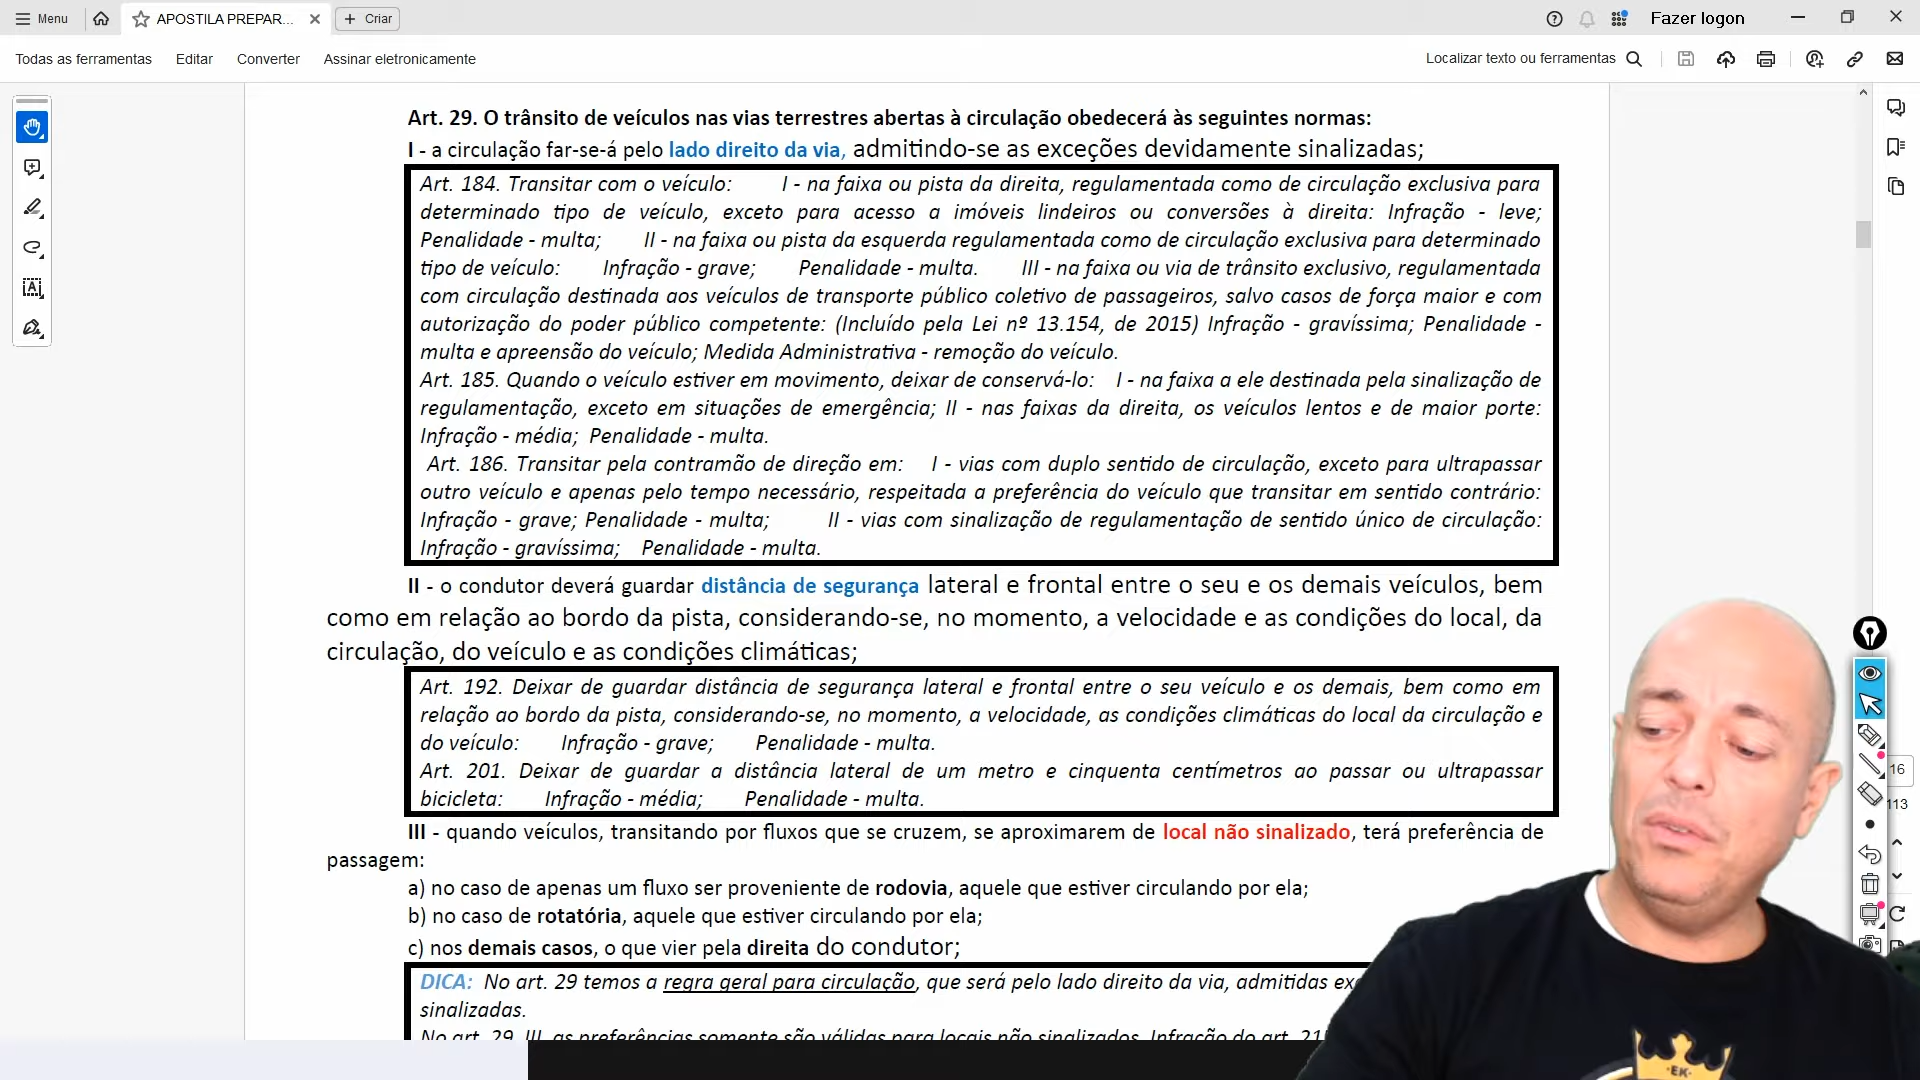 Menu
APOSTILA PREPAR...
Criar
Fazer logon
Todas as ferramentas
Editar
Converter
Assinar eletronicamente
Localizar texto ou ferramentas
Art. 29. O trânsito de veículos nas vias terrestres abertas à circulação obedecerá às seguintes normas:
I - a circulação far-se-á pelo lado direito da via, admitindo-se as exceções devidamente sinalizadas;
Art. 184. Transitar com o veículo: I - na faixa ou pista da direita, regulamentada como de circulação exclusiva para
determinado tipo de veículo, exceto para acesso a imóveis lindeiros ou conversões à direita: Infração - leve;
Penalidade - multa; II - na faixa ou pista da esquerda regulamentada como de circulação exclusiva para determinado
tipo de veículo: Infração - grave; Penalidade - multa. III - na faixa ou via de trânsito exclusivo, regulamentada
com circulação destinada aos veículos de transporte público coletivo de passageiros, salvo casos de força maior e com
autorização do poder público competente: (Incluído pela Lei nº 13.154, de 2015) Infração - gravíssima; Penalidade -
multa e apreensão do veículo; Medida Administrativa - remoção do veículo.
Art. 185. Quando o veículo estiver em movimento, deixar de conservá-lo: I - na faixa a ele destinada pela sinalização de
regulamentação, exceto em situações de emergência; II - nas faixas da direita, os veículos lentos e de maior porte:
Infração - média; Penalidade - multa.
Art. 186. Transitar pela contramão de direção em: I - vias com duplo sentido de circulação, exceto para ultrapassar
outro veículo e apenas pelo tempo necessário, respeitada a preferência do veículo que transitar em sentido contrário:
Infração - grave; Penalidade - multa; II - vias com sinalização de regulamentação de sentido único de circulação:
Infração - gravíssima; Penalidade - multa.
II - o condutor deverá guardar distância de segurança lateral e frontal entre o seu e os demais veículos, bem
como em relação ao bordo da pista, considerando-se, no momento, a velocidade e as condições do local, da
circulação, do veículo e as condições climáticas;
Art. 192. Deixar de guardar distância de segurança lateral e frontal entre o seu veículo e os demais, bem como em
relação ao bordo da pista, considerando-se, no momento, a velocidade, as condições climáticas do local da circulação e
do veículo: Infração - grave; Penalidade - multa.
Art. 201. Deixar de guardar a distância lateral de um metro e cinquenta centímetros ao passar ou ultrapassar
bicicleta: Infração - média; Penalidade - multa.
16
113
III - quando veículos, transitando por fluxos que se cruzem, se aproximarem de local não sinalizado, terá preferência de
passagem:
a) no caso de apenas um fluxo ser proveniente de rodovia, aquele que estiver circulando por ela;
b) no caso de rotatória, aquele que estiver circulando por ela;
c) nos demais casos, o que vier pela direita do condutor;
DICA: No art. 29 temos a regra geral para circulação, que será pelo lado direito da via, admitidas
sinalizadas.
No art. 29, III, as preferências somente são válidas para locais não sinalizados. Infração do art.
EK